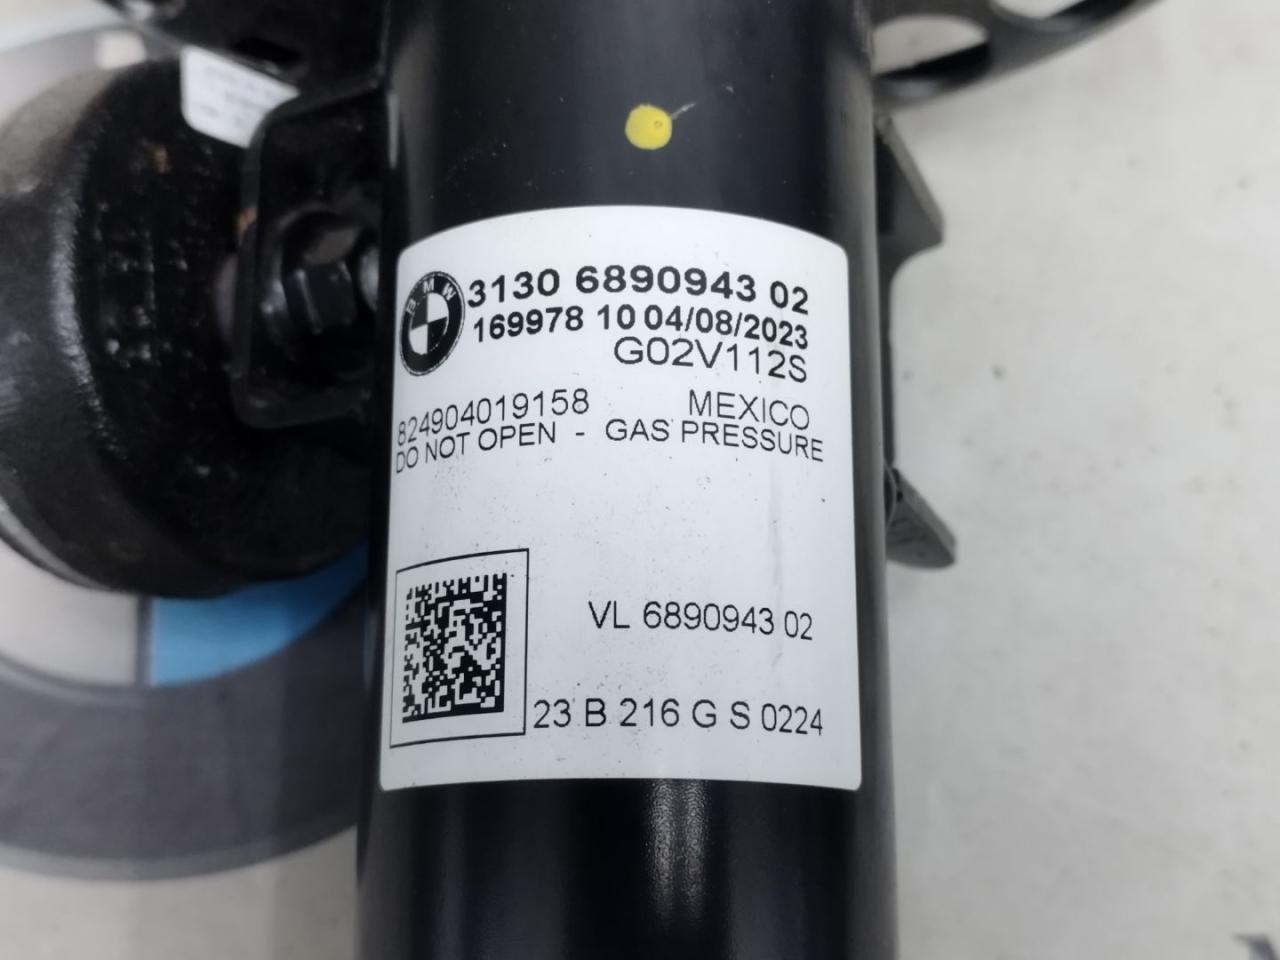 BMW
3130 6890943 02
169978 10 04/08/2023
G02V112S
824904019158 MEXICO
DO NOT OPEN - GAS PRESSURE
VL 6890943 02
23 B 216 G S 0224